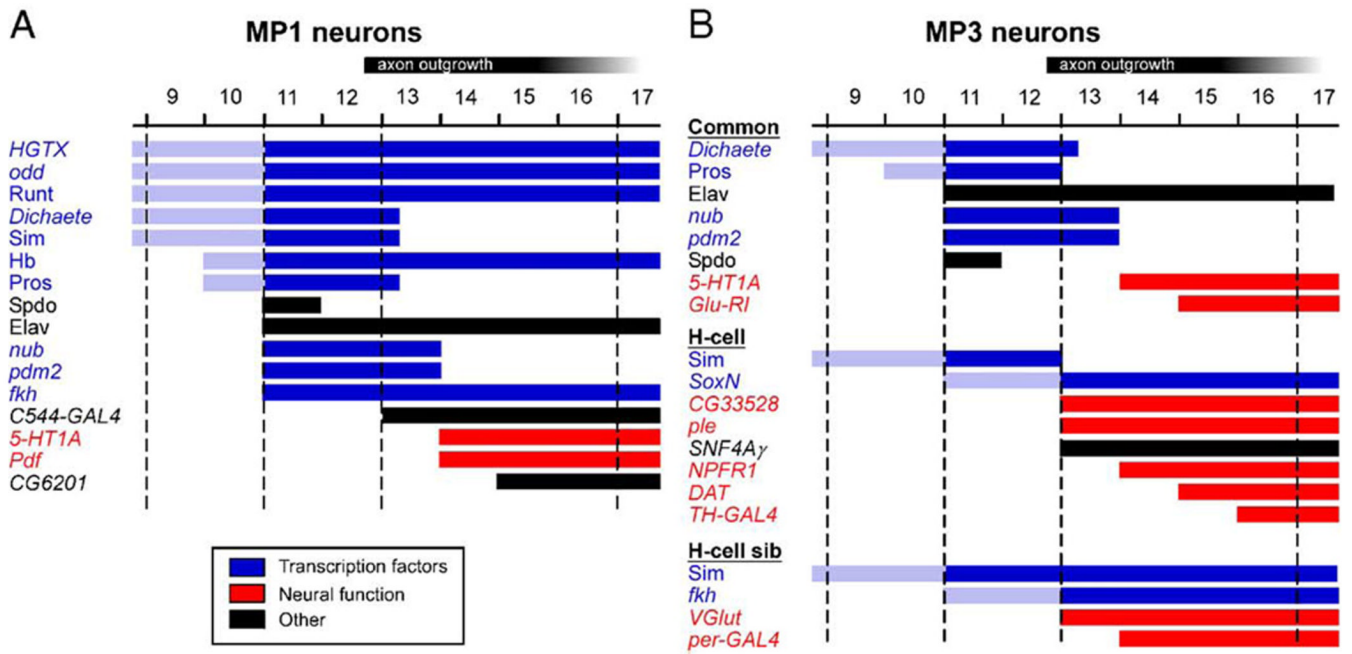 A
MP1 neurons
axon outgrowth
9 10 11 12 13 14 15 16 17
HGTX
odd
Runt
Dichaete
Sim
Hb
Pros
Spdo
Elav
nub
pdm2
fkh
C544-GAL4
5-HT1A
Pdf
CG6201
Transcription factors
Neural function
Other
B
MP3 neurons
axon outgrowth
9 10 11 12 13 14 15 16 17
Common
Dichaete
Pros
Elav
nub
pdm2
Spdo
5-HT1A
Glu-RI
H-cell
Sim
SoxN
CG33528
ple
SNF4Aγ
NPFR1
DAT
TH-GAL4
H-cell sib
Sim
fkh
VGlut
per-GAL4